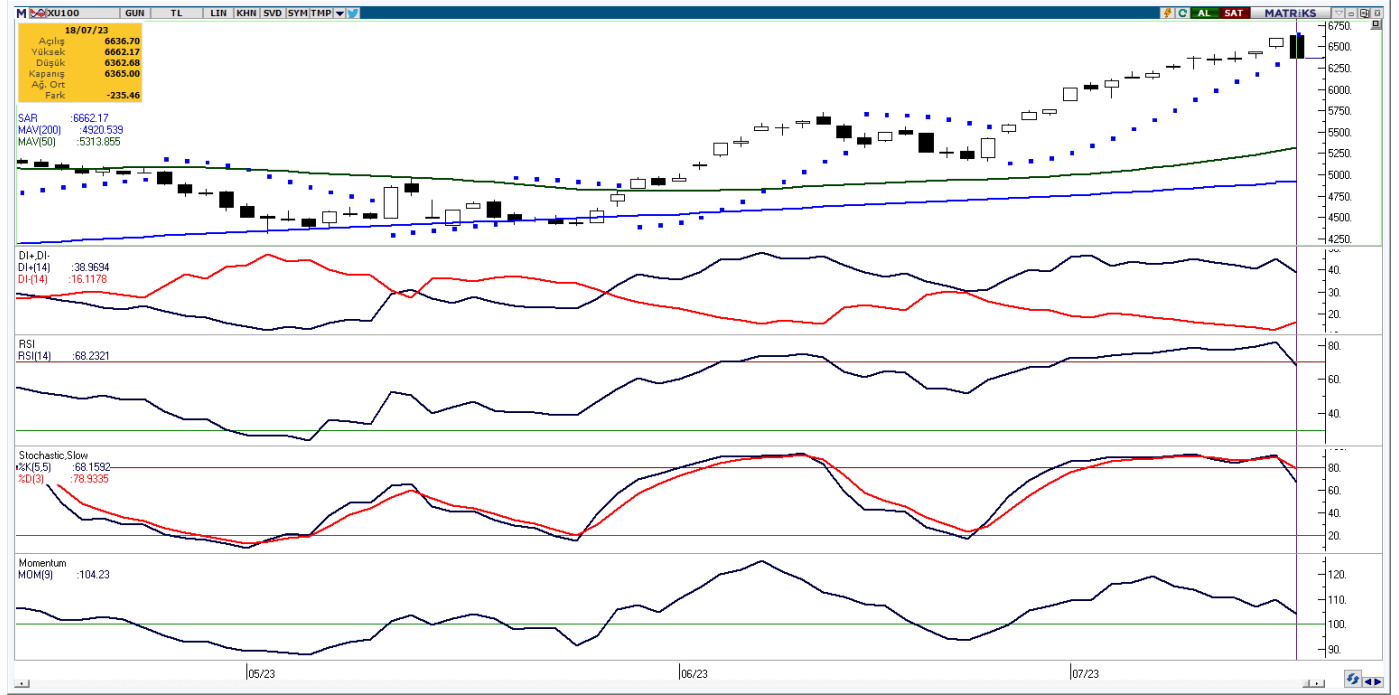 M XU100 GUN TL LIN KHN SVD SYM TMP AL SAT MATRiKS
18/07/23
Açılış 6636.70
Yüksek 6662.17
Düşük 6362.68
Kapanış 6365.00
Ağ. Ort
Fark -235.46
SAR :6662.17
MAV(200) :4920.539
MAV(50) :5313.855
6750.
6500.
6250.
6000.
5750.
5500.
5250.
5000.
4750.
4500.
4250.
DI+,DI-
DI+(14) :38.9694
DI-(14) :16.1178
40.
30.
20.
RSI
RSI(14) :68.2321
80.
60.
40.
Stochastic,Slow
%K(5,5) :68.1592
%D(3) :78.9335
80.
60.
40.
20.
Momentum
MOM(9) :104.23
120.
110.
100.
90.
05/23 06/23 07/23